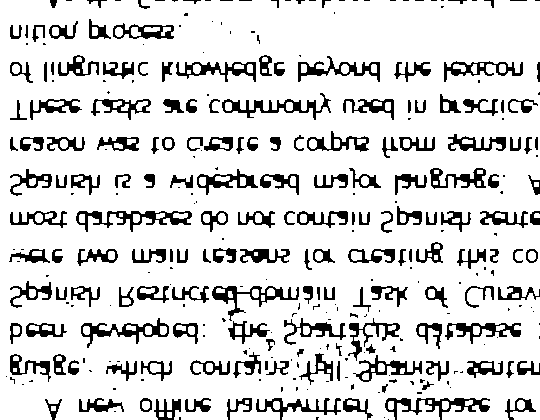 A new offline handwritten database for
guage, which contains full Spanish senten
been developed: the Spartacus database
Spanish Restricted-domain Task of Cursiv
were two main reasons for creating this co
most databases do not contain Spanish sente
Spanish is a widespread major language. A
reason was to create a corpus from semanti
These tasks are commonly used in practice
of linguistic knowledge beyond the lexicon
nition process.